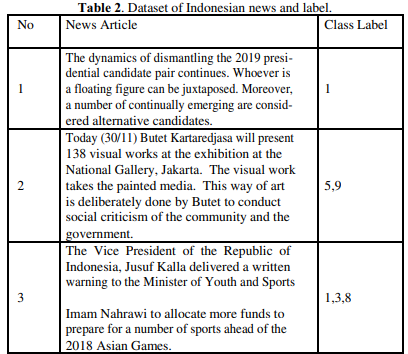 Table 2. Dataset of Indonesian news and label.
No News Article Class Label
The dynamics of dismantling the 2019 presi-
dential candidate pair continues. Whoever is
a floating figure can be juxtaposed. Moreover,
a number of continually emerging are consid-
ered alternative candidates.
1
1
Today (30/11) Butet Kartaredjasa will present
138 visual works at the exhibition at the
National Gallery, Jakarta. The visual work
takes the painted media. This way of art
is deliberately done by Butet to conduct
social criticism of the community and the
government.
2
5,9
The Vice President of the Republic of
Indonesia, Jusuf Kalla delivered a written
warning to the Minister of Youth and Sports
Imam Nahrawi to allocate more funds to
prepare for a number of sports ahead of the
2018 Asian Games.
3
1,3,8